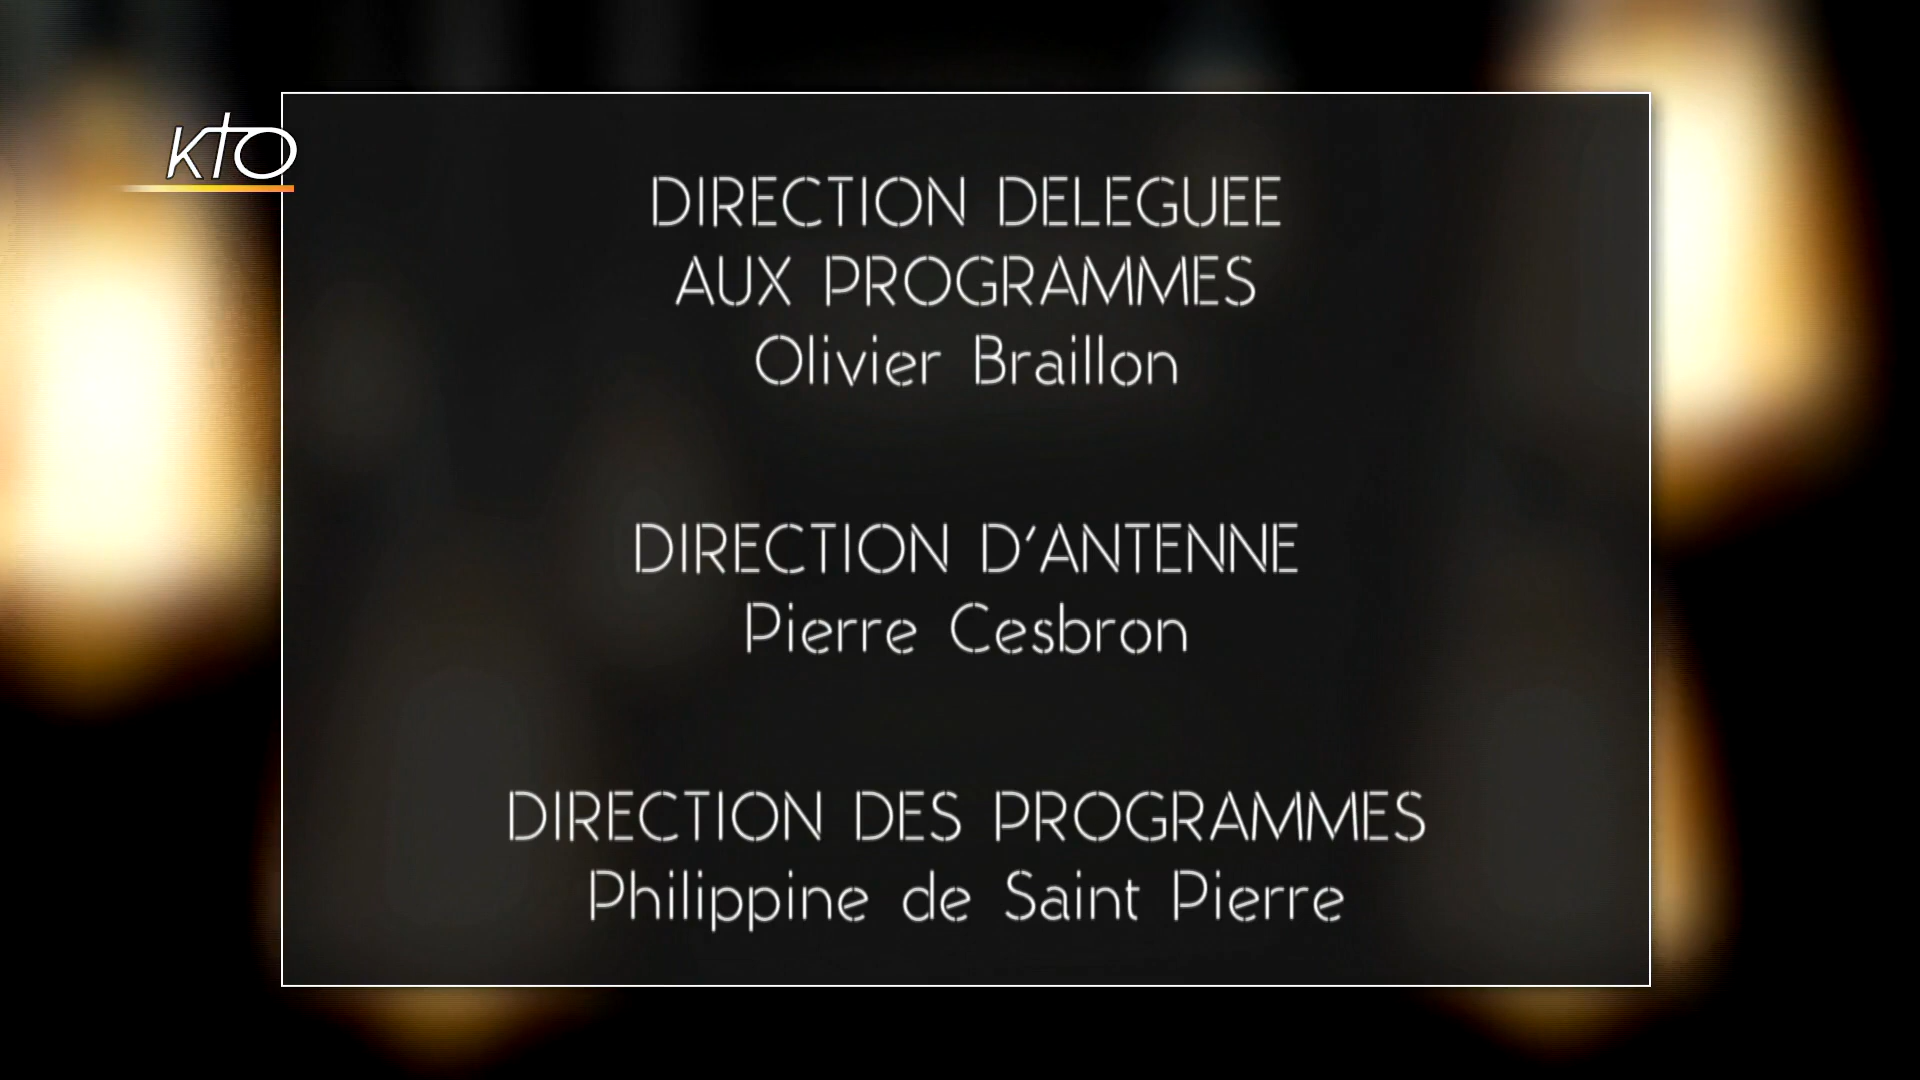 KTO
DIRECTION DELEGUEE
AUX PROGRAMMES
Olivier Braillon
DIRECTION D'ANTENNE
Pierre Cesbron
DIRECTION DES PROGRAMMES
Philippine de Saint Pierre